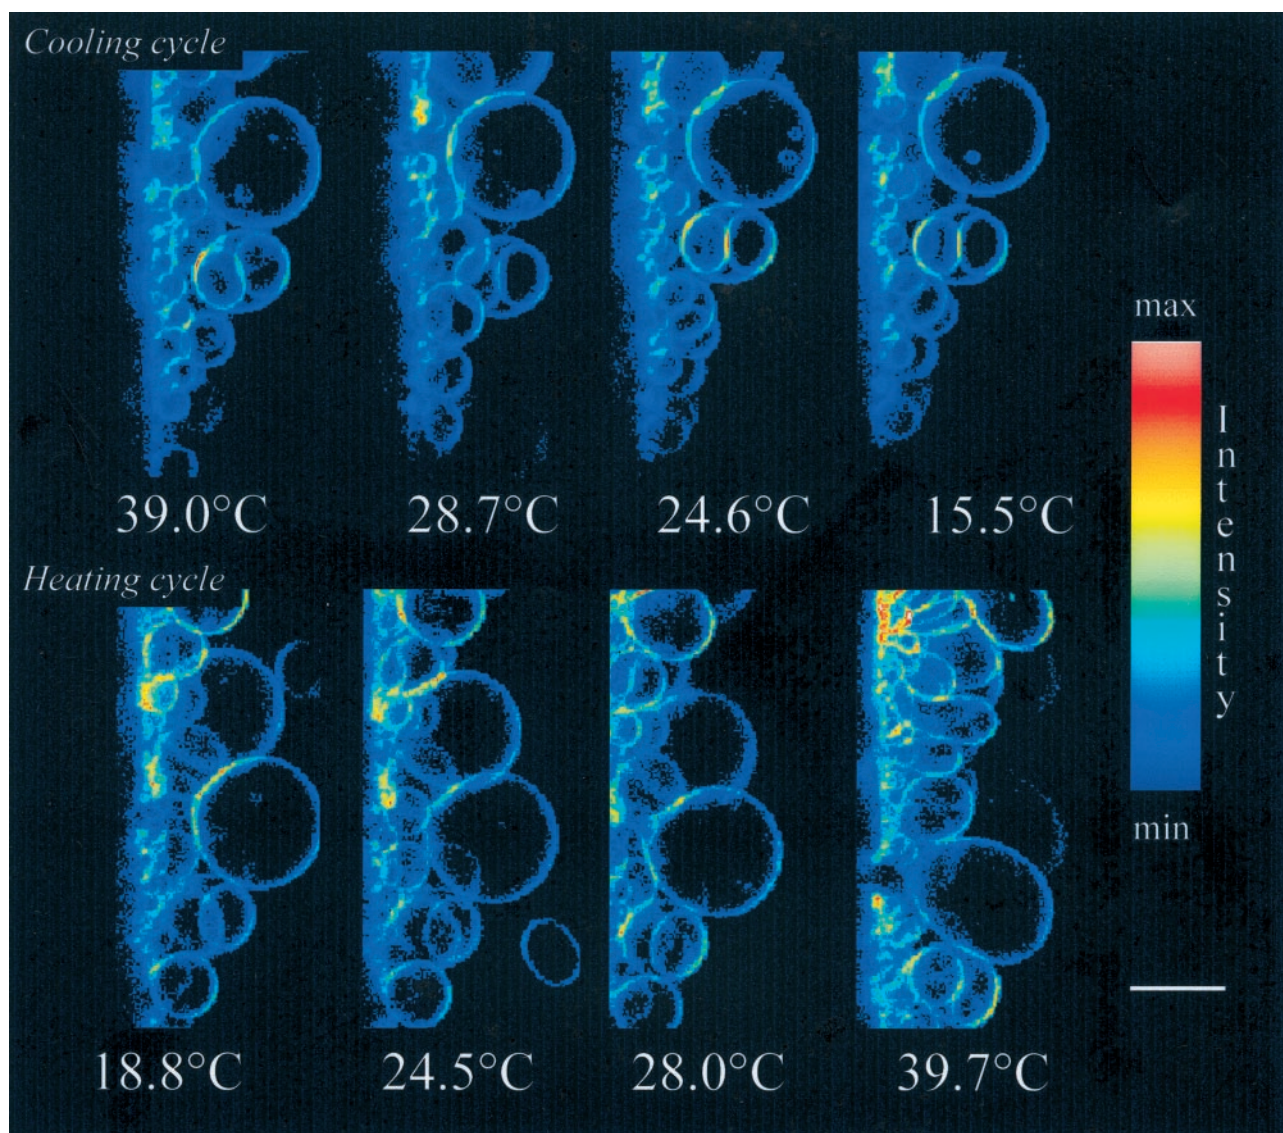 Cooling cycle
39.0°C
28.7°C
24.6°C
15.5°C
Heating cycle
18.8°C
24.5°C
28.0°C
39.7°C
max
Intensity
min